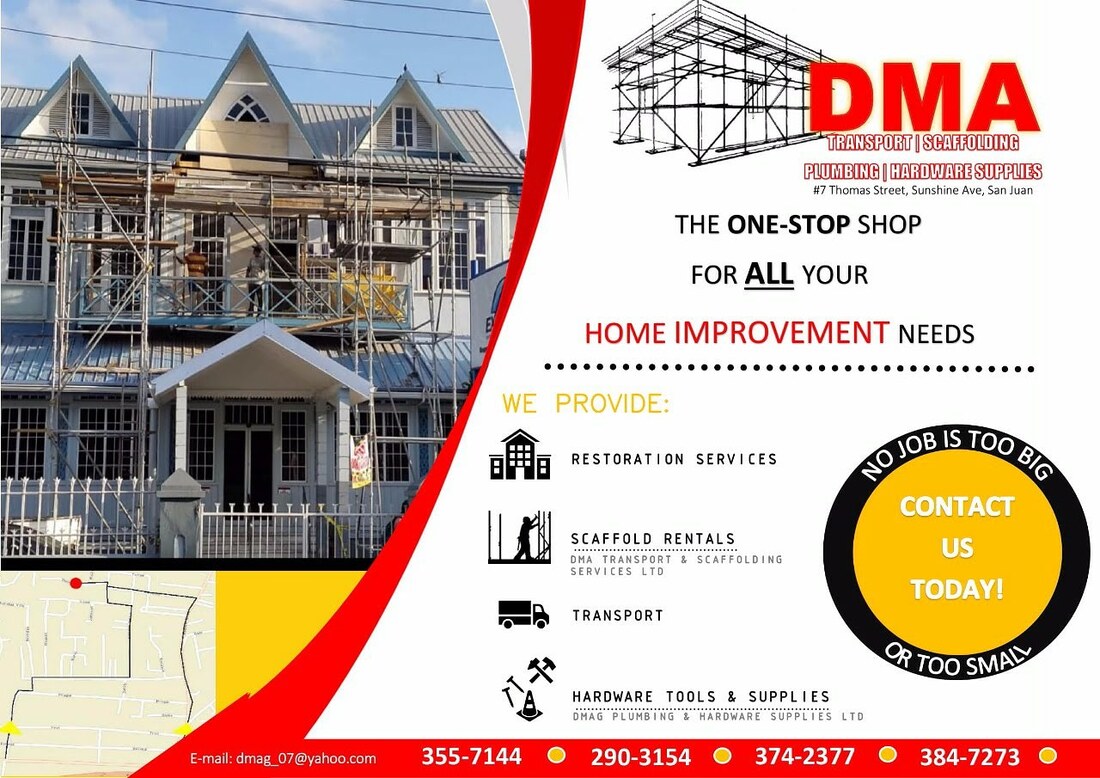 DMA
TRANSPORT | SCAFFOLDING
PLUMBING | HARDWARE SUPPLIES
#7 Thomas Street, Sunshine Ave, San Juan
THE ONE-STOP SHOP
FOR ALL YOUR
HOME IMPROVEMENT NEEDS
WE PROVIDE:
RESTORATION SERVICES
SCAFFOLD RENTALS
DMA TRANSPORT & SCAFFOLDING
SERVICES LTD
TRANSPORT
HARDWARE TOOLS & SUPPLIES
DMAG PLUMBING & HARDWARE SUPPLIES LTD
NO JOB IS TOO BIG
CONTACT
US
TODAY!
OR TOO SMALL
E-mail: dmag_07@yahoo.com
355-7144
290-3154
374-2377
384-7273